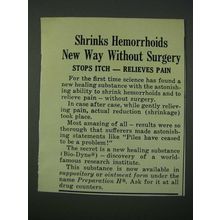 Shrinks Hemorrhoids
New Way Without Surgery
STOPS ITCH — RELIEVES PAIN
For the first time science has found a
new healing substance with the astonish-
ing ability to shrink hemorrhoids and to
relieve pain — without surgery.
In case after case, while gently reliev-
ing pain, actual reduction (shrinkage)
took place.
Most amazing of all – results were so
thorough that sufferers made astonish-
ing statements like "Piles have ceased
to be a problem!"
The secret is a new healing substance
(Bio-Dyne®) – discovery of a world-
famous research institute.
This substance is now available in
suppository or ointment form under the
name Preparation H®. Ask for it at all
drug counters.